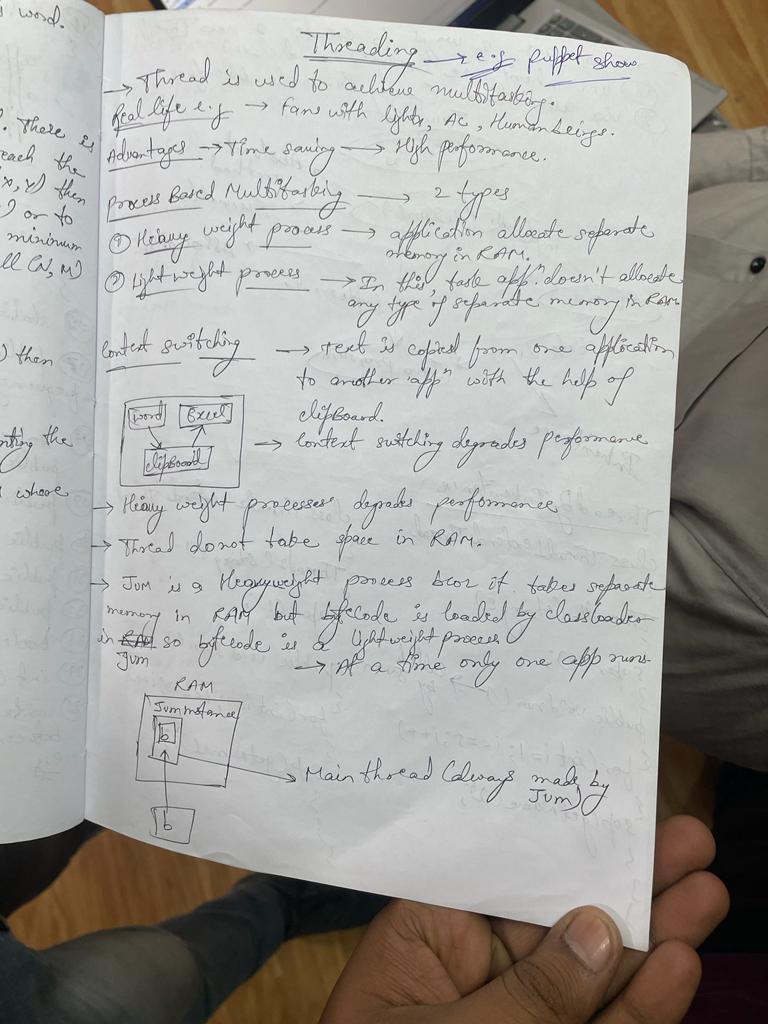 s word.
. There is
each the
(x, y) then
) or to
minimum
ll (N, M)
) then
nting the
where
Threading → e.g puppet show
→ Thread is used to achieve multitasking.
Real life e.g → Fans with lights, AC, Human beings.
Advantages → Time saving → High performance.
Process Based Multitasking → 2 types
① Heavy weight process → application allocate separate
memory in RAM.
② Light weight process → In this, task appⁿ doesn't allocate
any type of separate memory in RAM
Context switching → Text is copied from one application
to another appⁿ with the help of
clipBoard.
word Excel
clipBoard
→ Context switching degrades performance
→ Heavy weight processes degrades performance
→ Thread do not take space in RAM.
→ JVM is a Heavyweight process bcoz it takes separate
memory in RAM but bytecode is loaded by classloader
in JVM so bytecode is a lightweight process
→ At a time only one app runs.
RAM
JVM instance
b
→ Main thread (always made by
JVM)
b